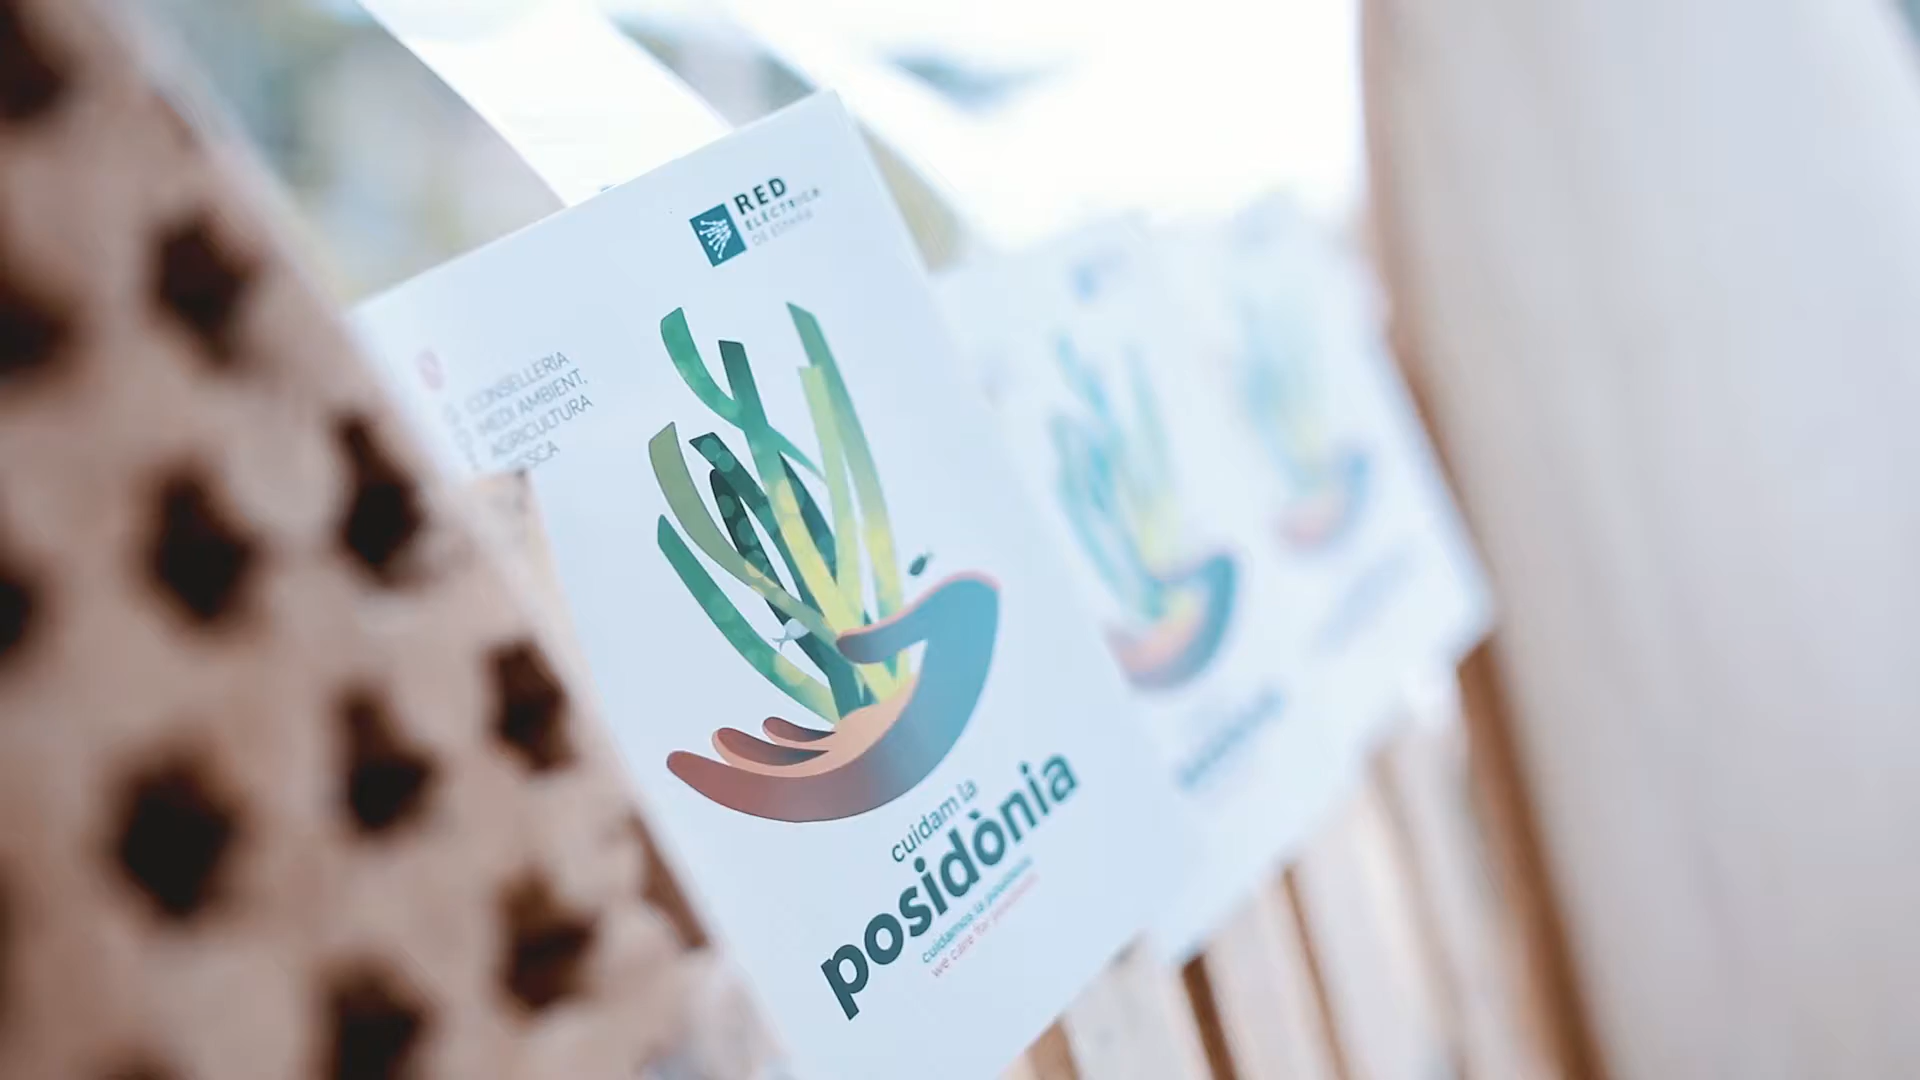 RED
ELÉCTRICA
DE ESPAÑA
CONSELLERIA
MEDI AMBIENT,
AGRICULTURA
PESCA
cuidam la
posidònia
cuidamos la posidonia
we care for posidonia